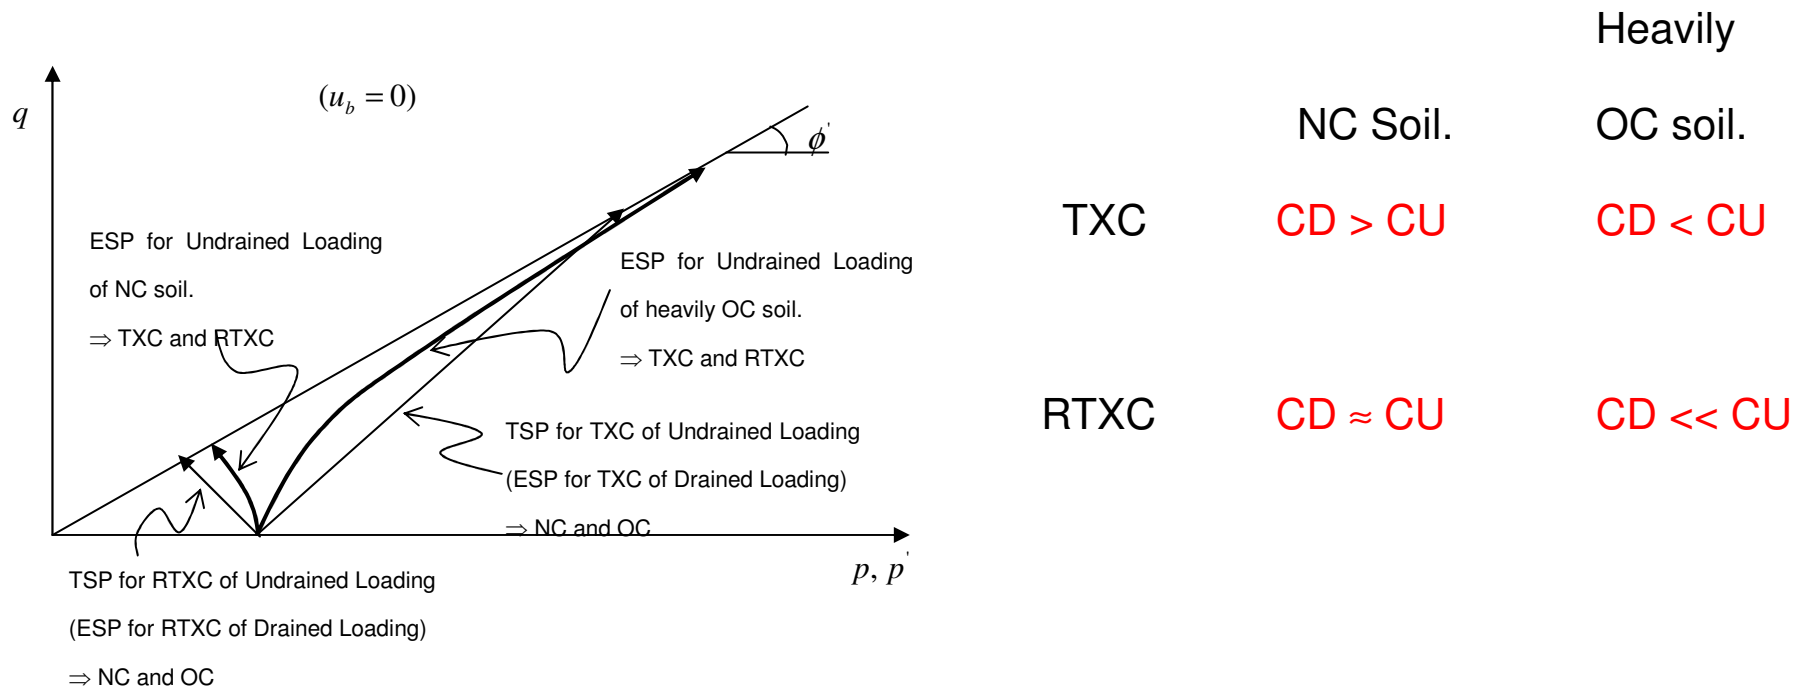 q
(u_b = 0)
ϕ'
ESP for Undrained Loading
of NC soil.
⇒ TXC and RTXC
ESP for Undrained Loading
of heavily OC soil.
⇒ TXC and RTXC
TSP for TXC of Undrained Loading
(ESP for TXC of Drained Loading)
⇒ NC and OC
p, p'
TSP for RTXC of Undrained Loading
(ESP for RTXC of Drained Loading)
⇒ NC and OC
Heavily
NC Soil. OC soil.
TXC CD > CU CD < CU
RTXC CD ≈ CU CD << CU